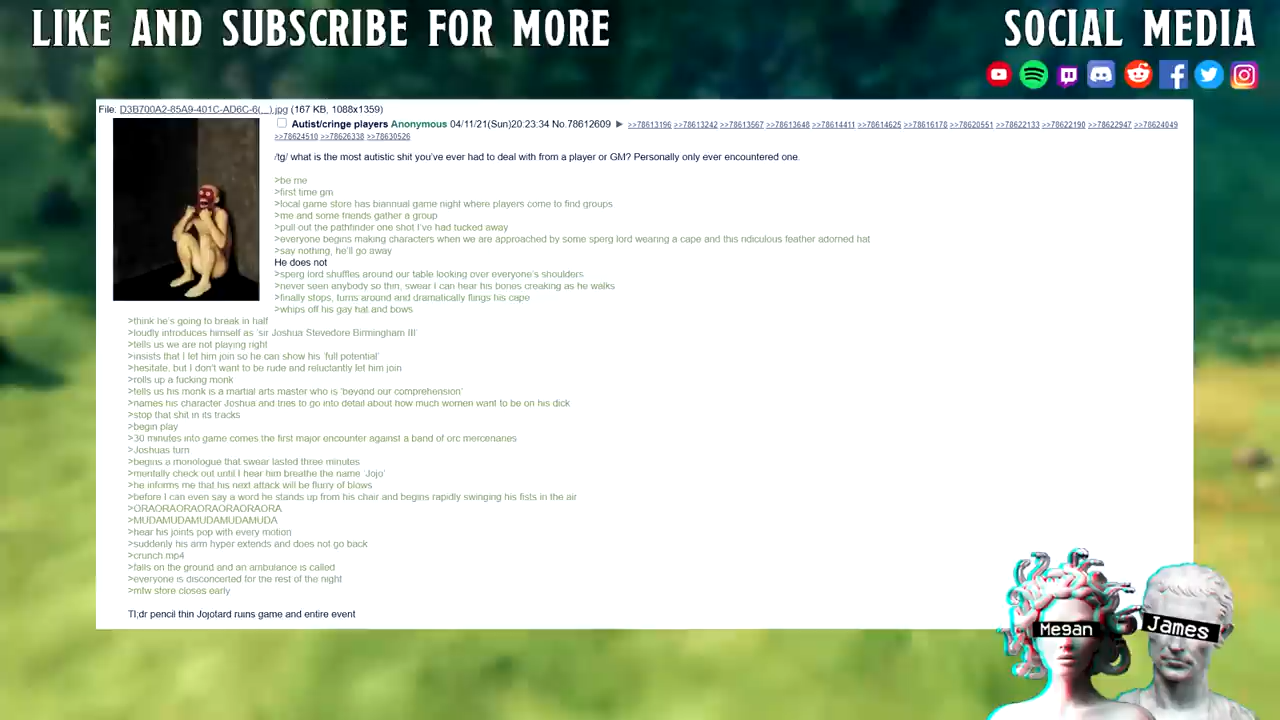 LIKE AND SUBSCRIBE FOR MORE
SOCIAL MEDIA
File: D3B700A2-85A9-401C-AD6C-6(...).jpg (167 KB, 1088x1359)
Autist/cringe players Anonymous 04/11/21(Sun)20:23:34 No.78612609 ▶ >>78613196 >>78613242 >>78613567 >>78613648 >>78614411 >>78614625 >>78616178 >>78620551 >>78622133 >>78622190 >>78622947 >>78624049
>>78624510 >>78626338 >>78630526
/tg/ what is the most autistic shit you've ever had to deal with from a player or GM? Personally only ever encountered one.
>be me
>first time gm
>local game store has biannual game night where players come to find groups
>me and some friends gather a group
>pull out the pathfinder one shot I've had tucked away
>everyone begins making characters when we are approached by some sperg lord wearing a cape and this ridiculous feather adorned hat
>say nothing, he'll go away
He does not
>sperg lord shuffles around our table looking over everyone's shoulders
>never seen anybody so thin, swear I can hear his bones creaking as he walks
>finally stops, turns around and dramatically flings his cape
>whips off his gay hat and bows
>think he's going to break in half
>loudly introduces himself as 'sir Joshua Stevedore Birmingham III'
>tells us we are not playing right
>insists that I let him join so he can show his 'full potential'
>hesitate, but I don't want to be rude and reluctantly let him join
>rolls up a fucking monk
>tells us his monk is a martial arts master who is 'beyond our comprehension'
>names his character Joshua and tries to go into detail about how much women want to be on his dick
>stop that shit in its tracks
>begin play
>30 minutes into game comes the first major encounter against a band of orc mercenaries
>Joshuas turn
>begins a monologue that swear lasted three minutes
>mentally check out until I hear him breathe the name 'Jojo'
>he informs me that his next attack will be flurry of blows
>before I can even say a word he stands up from his chair and begins rapidly swinging his fists in the air
>ORAORAORAORAORAORAORA
>MUDAMUDAMUDAMUDAMUDA
>hear his joints pop with every motion
>suddenly his arm hyper extends and does not go back
>crunch mp4
>falls on the ground and an ambulance is called
>everyone is disconcerted for the rest of the night
>mfw store closes early
Tl;dr pencil thin Jojotard ruins game and entire event
Megan
James